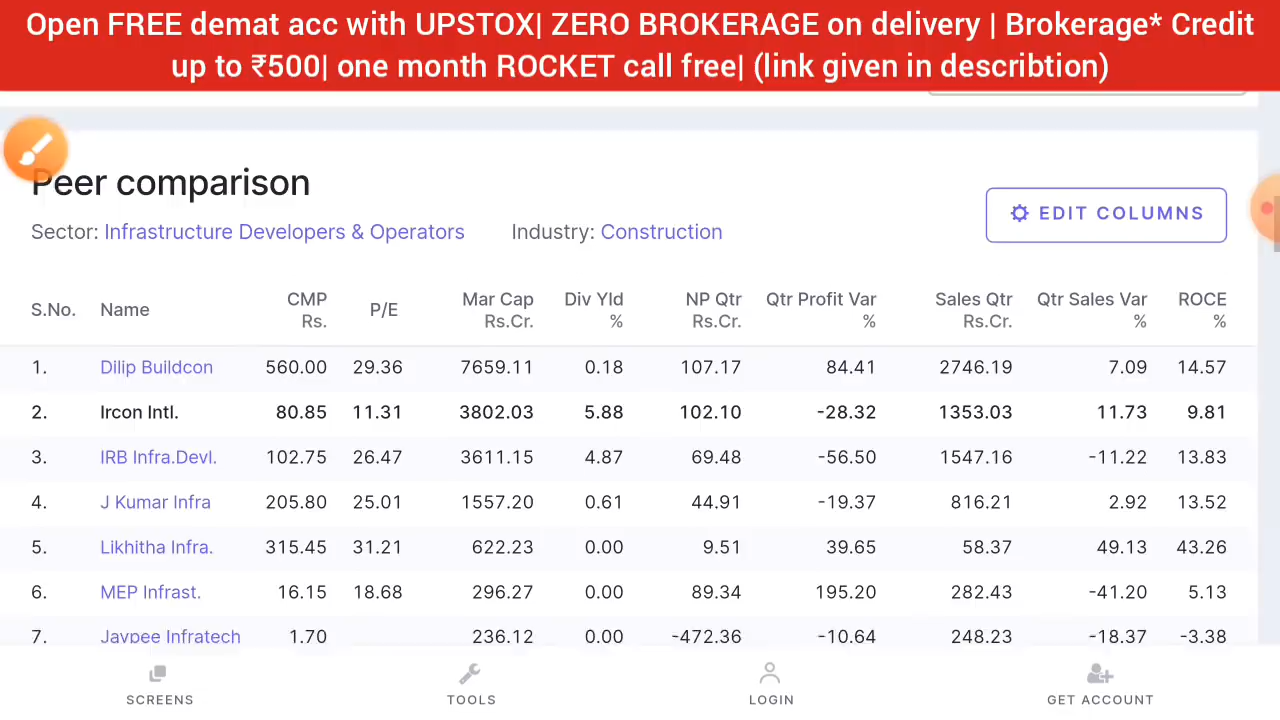 Open FREE demat acc with UPSTOX| ZERO BROKERAGE on delivery | Brokerage* Credit
up to ₹500| one month ROCKET call free| (link given in describtion)
Peer comparison
EDIT COLUMNS
Sector: Infrastructure Developers & Operators Industry: Construction
S.No. Name CMP Rs. P/E Mar Cap Rs.Cr. Div Yld % NP Qtr Rs.Cr. Qtr Profit Var % Sales Qtr Rs.Cr. Qtr Sales Var % ROCE %
1. Dilip Buildcon 560.00 29.36 7659.11 0.18 107.17 84.41 2746.19 7.09 14.57
2. Ircon Intl. 80.85 11.31 3802.03 5.88 102.10 -28.32 1353.03 11.73 9.81
3. IRB Infra.Devl. 102.75 26.47 3611.15 4.87 69.48 -56.50 1547.16 -11.22 13.83
4. J Kumar Infra 205.80 25.01 1557.20 0.61 44.91 -19.37 816.21 2.92 13.52
5. Likhitha Infra. 315.45 31.21 622.23 0.00 9.51 39.65 58.37 49.13 43.26
6. MEP Infrast. 16.15 18.68 296.27 0.00 89.34 195.20 282.43 -41.20 5.13
7. Jaypee Infratech 1.70 236.12 0.00 -472.36 -10.64 248.23 -18.37 -3.38
SCREENS TOOLS LOGIN GET ACCOUNT